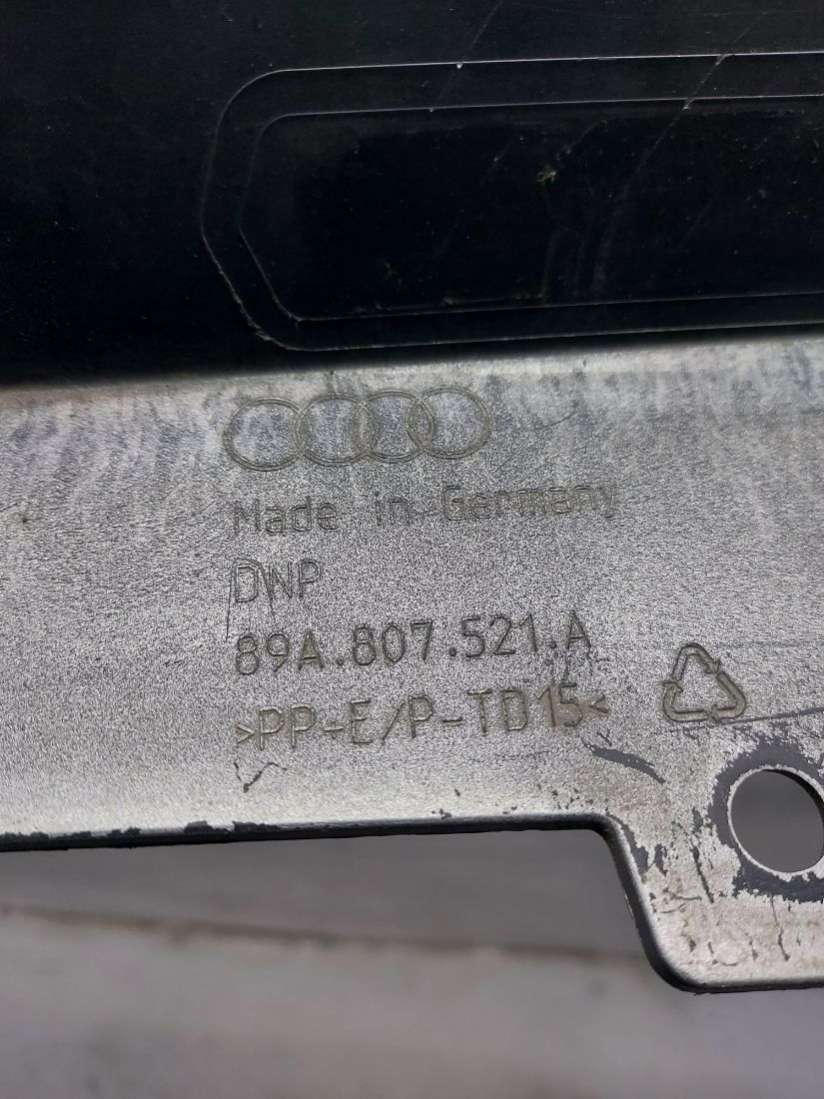 Made in Germany
DWP
89A.807.521.A
>PP-E/P-TD15<